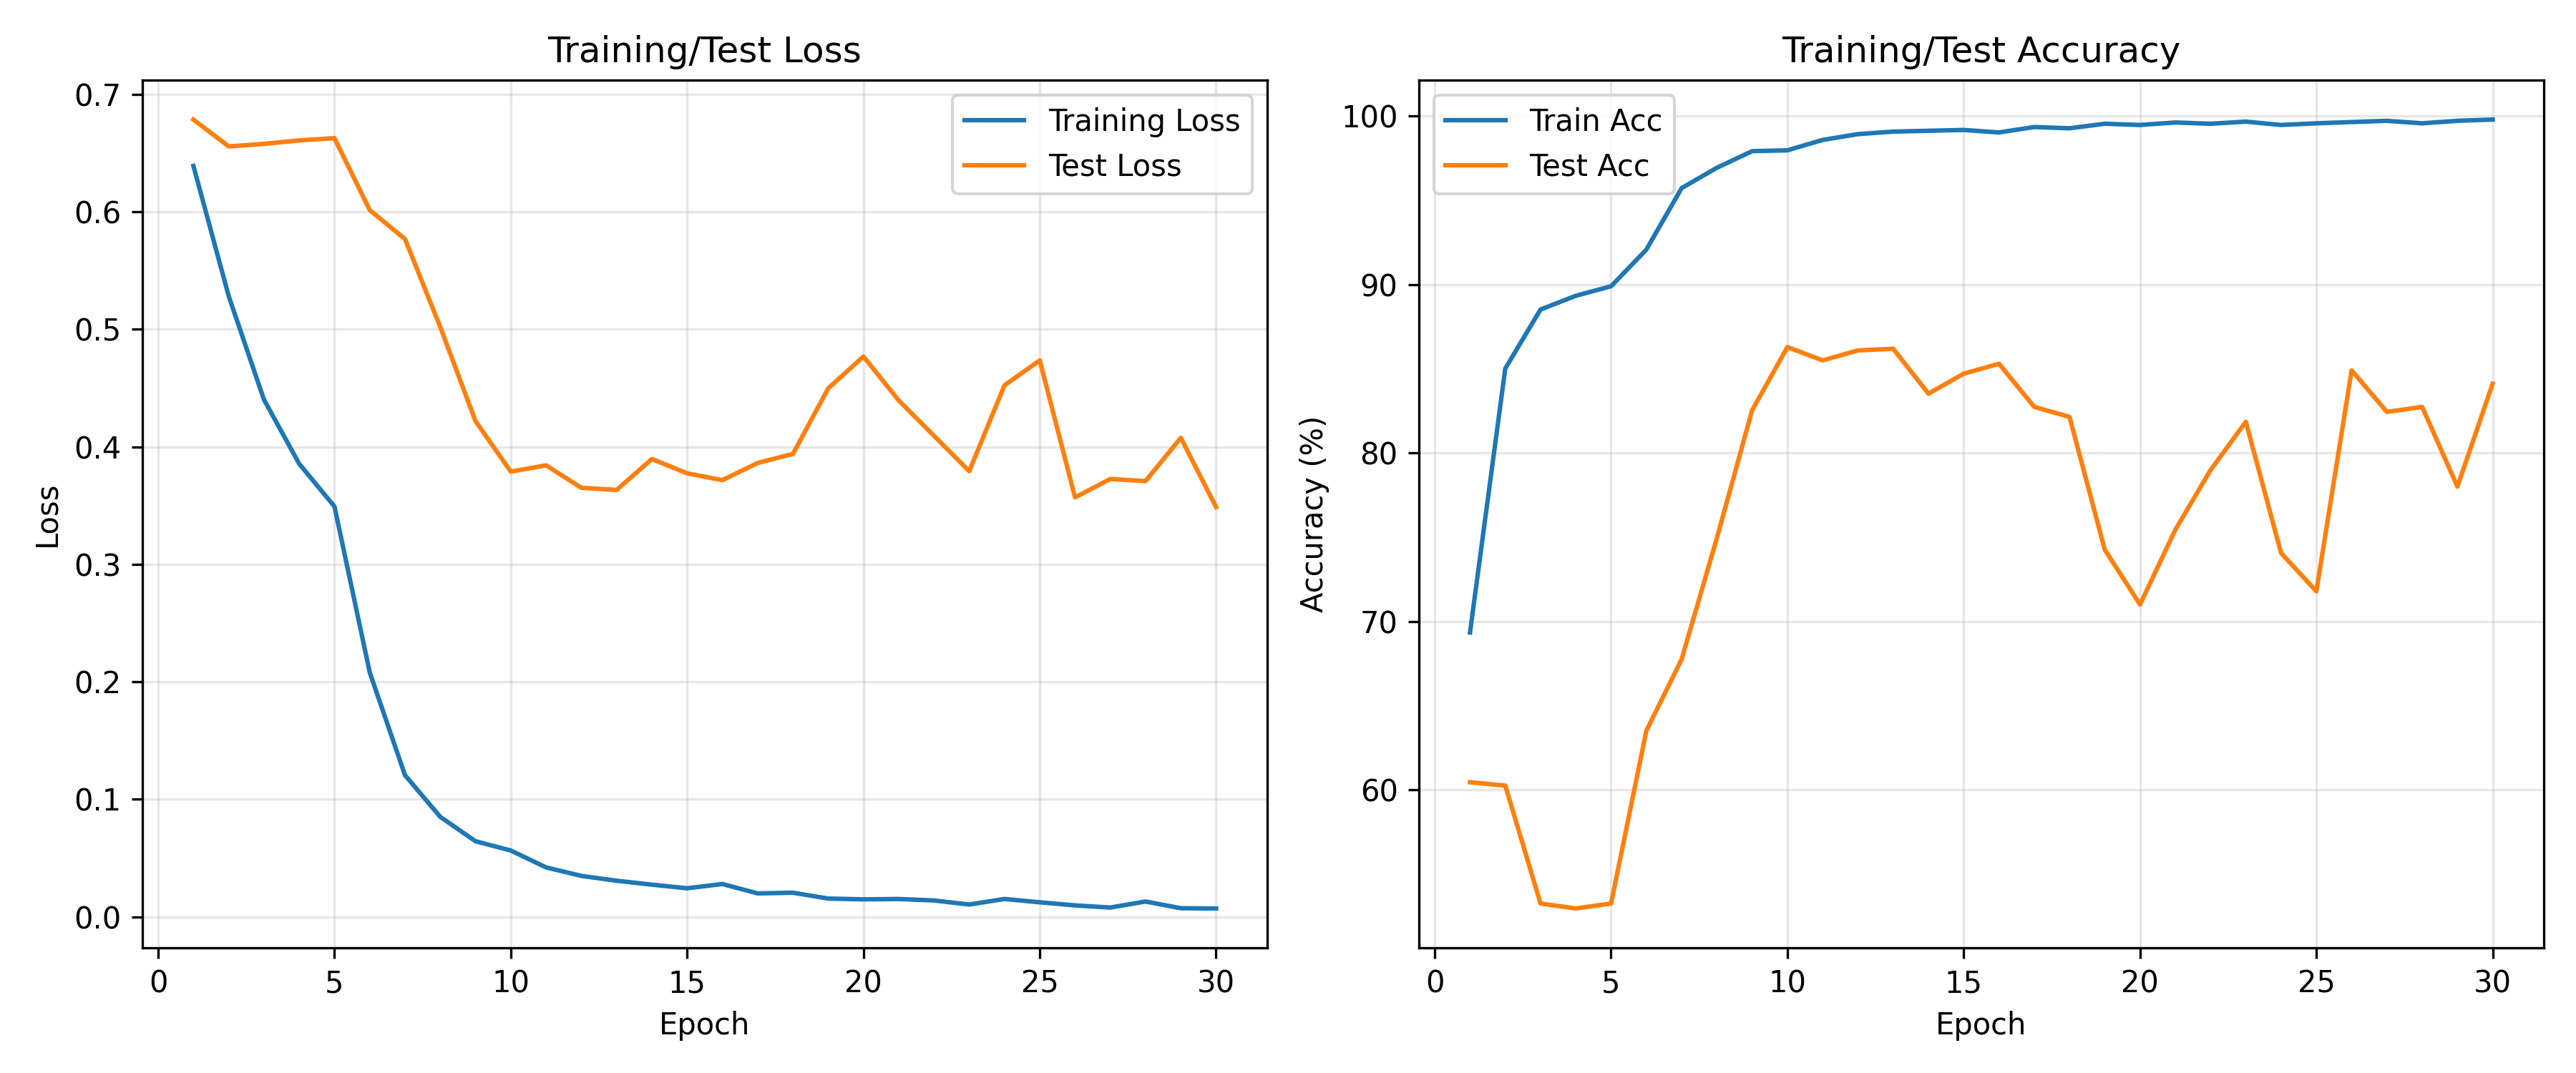 Training/Test Loss
0.7
0.6
0.5
0.4
0.3
0.2
0.1
0.0
Loss
Training Loss
Test Loss
0 5 10 15 20 25 30
Epoch
Training/Test Accuracy
100
90
80
70
60
Accuracy (%)
Train Acc
Test Acc
0 5 10 15 20 25 30
Epoch